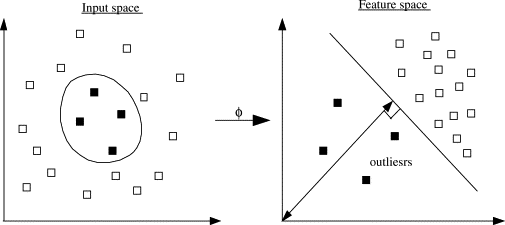 Input space
Feature space
ϕ
outliesrs